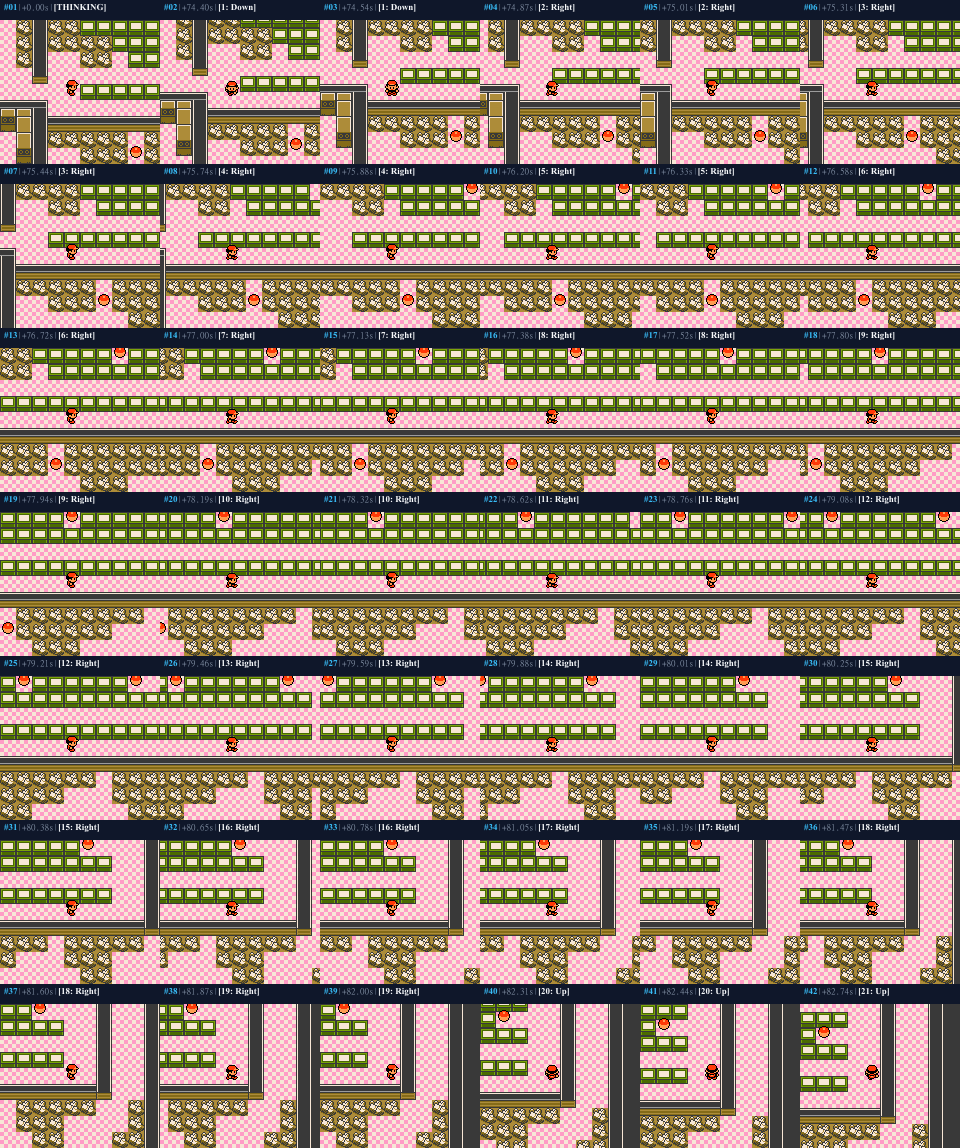 #01|+0.00s|[THINKING]
#02|+74.40s|[1: Down]
#03|+74.54s|[1: Down]
#04|+74.87s|[2: Right]
#05|+75.01s|[2: Right]
#06|+75.31s|[3: Right]
#07|+75.44s|[3: Right]
#08|+75.74s|[4: Right]
#09|+75.88s|[4: Right]
#10|+76.20s|[5: Right]
#11|+76.33s|[5: Right]
#12|+76.58s|[6: Right]
#13|+76.72s|[6: Right]
#14|+77.00s|[7: Right]
#15|+77.13s|[7: Right]
#16|+77.38s|[8: Right]
#17|+77.52s|[8: Right]
#18|+77.80s|[9: Right]
#19|+77.94s|[9: Right]
#20|+78.19s|[10: Right]
#21|+78.32s|[10: Right]
#22|+78.62s|[11: Right]
#23|+78.76s|[11: Right]
#24|+79.08s|[12: Right]
#25|+79.21s|[12: Right]
#26|+79.46s|[13: Right]
#27|+79.59s|[13: Right]
#28|+79.88s|[14: Right]
#29|+80.01s|[14: Right]
#30|+80.25s|[15: Right]
#31|+80.38s|[15: Right]
#32|+80.65s|[16: Right]
#33|+80.78s|[16: Right]
#34|+81.05s|[17: Right]
#35|+81.19s|[17: Right]
#36|+81.47s|[18: Right]
#37|+81.60s|[18: Right]
#38|+81.87s|[19: Right]
#39|+82.00s|[19: Right]
#40|+82.31s|[20: Up]
#41|+82.44s|[20: Up]
#42|+82.74s|[21: Up]